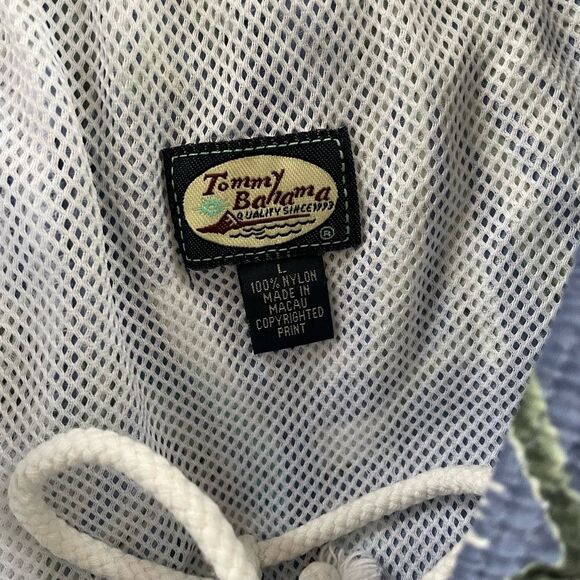 Tommy
Bahama
QUALITY SINCE 1993
®
L
100% NYLON
MADE IN
MACAU
COPYRIGHTED
PRINT